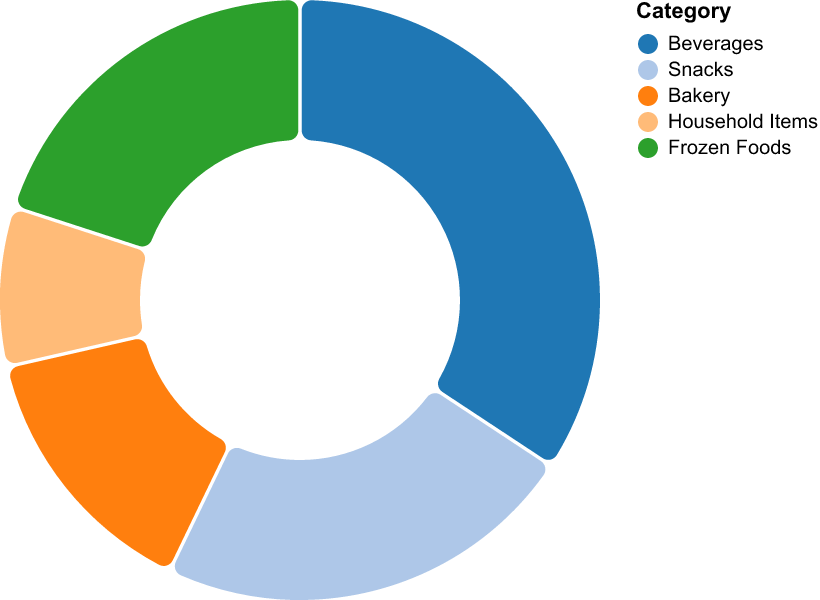 Category
Beverages
Snacks
Bakery
Household Items
Frozen Foods